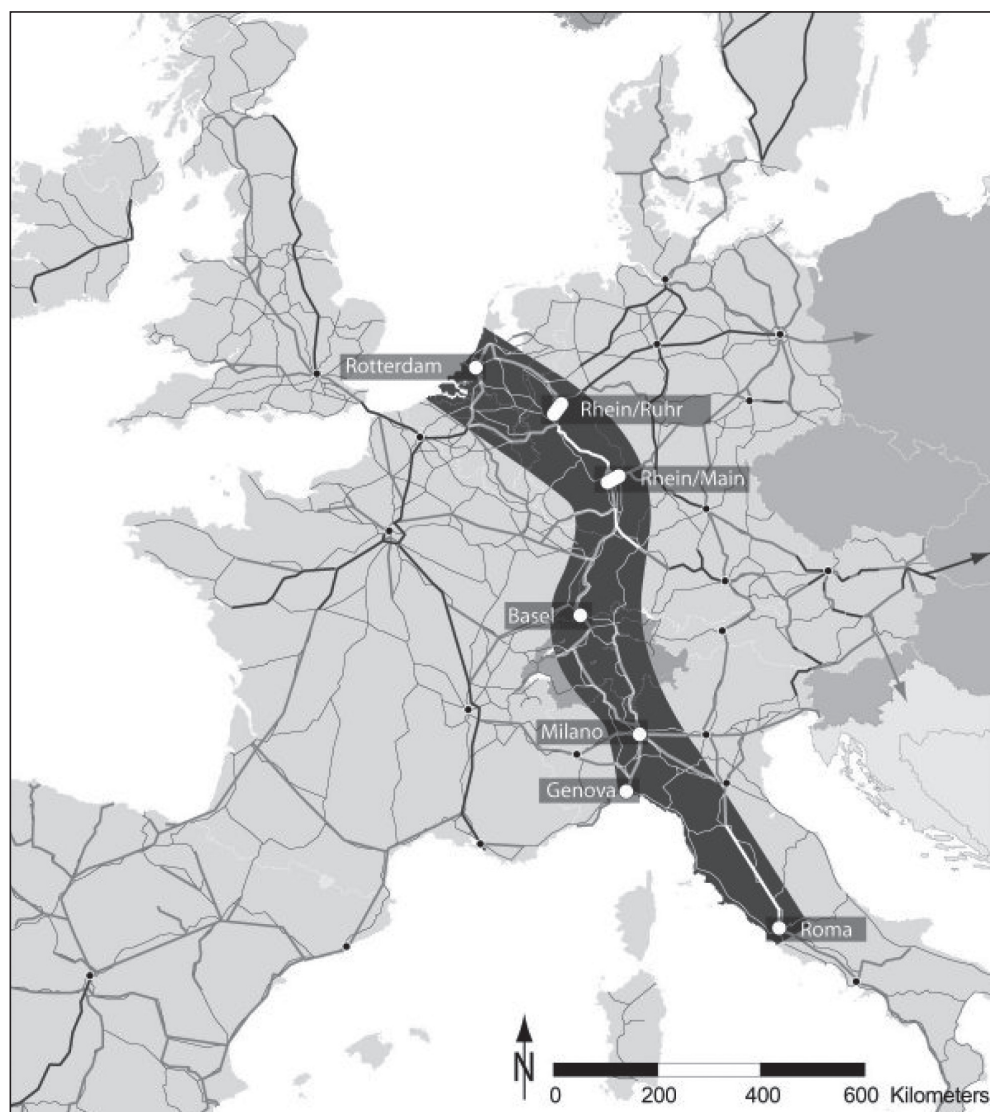 Rotterdam
Rhein/Ruhr
Rhein/Main
Basel
Milano
Genova
Roma
N
0 200 400 600 Kilometers